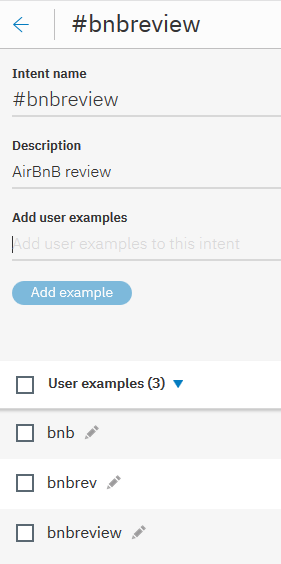 #bnbreview
Intent name
#bnbreview
Description
AirBnB review
Add user examples
Add user examples to this intent
Add example
User examples (3)
bnb
bnbrev
bnbreview